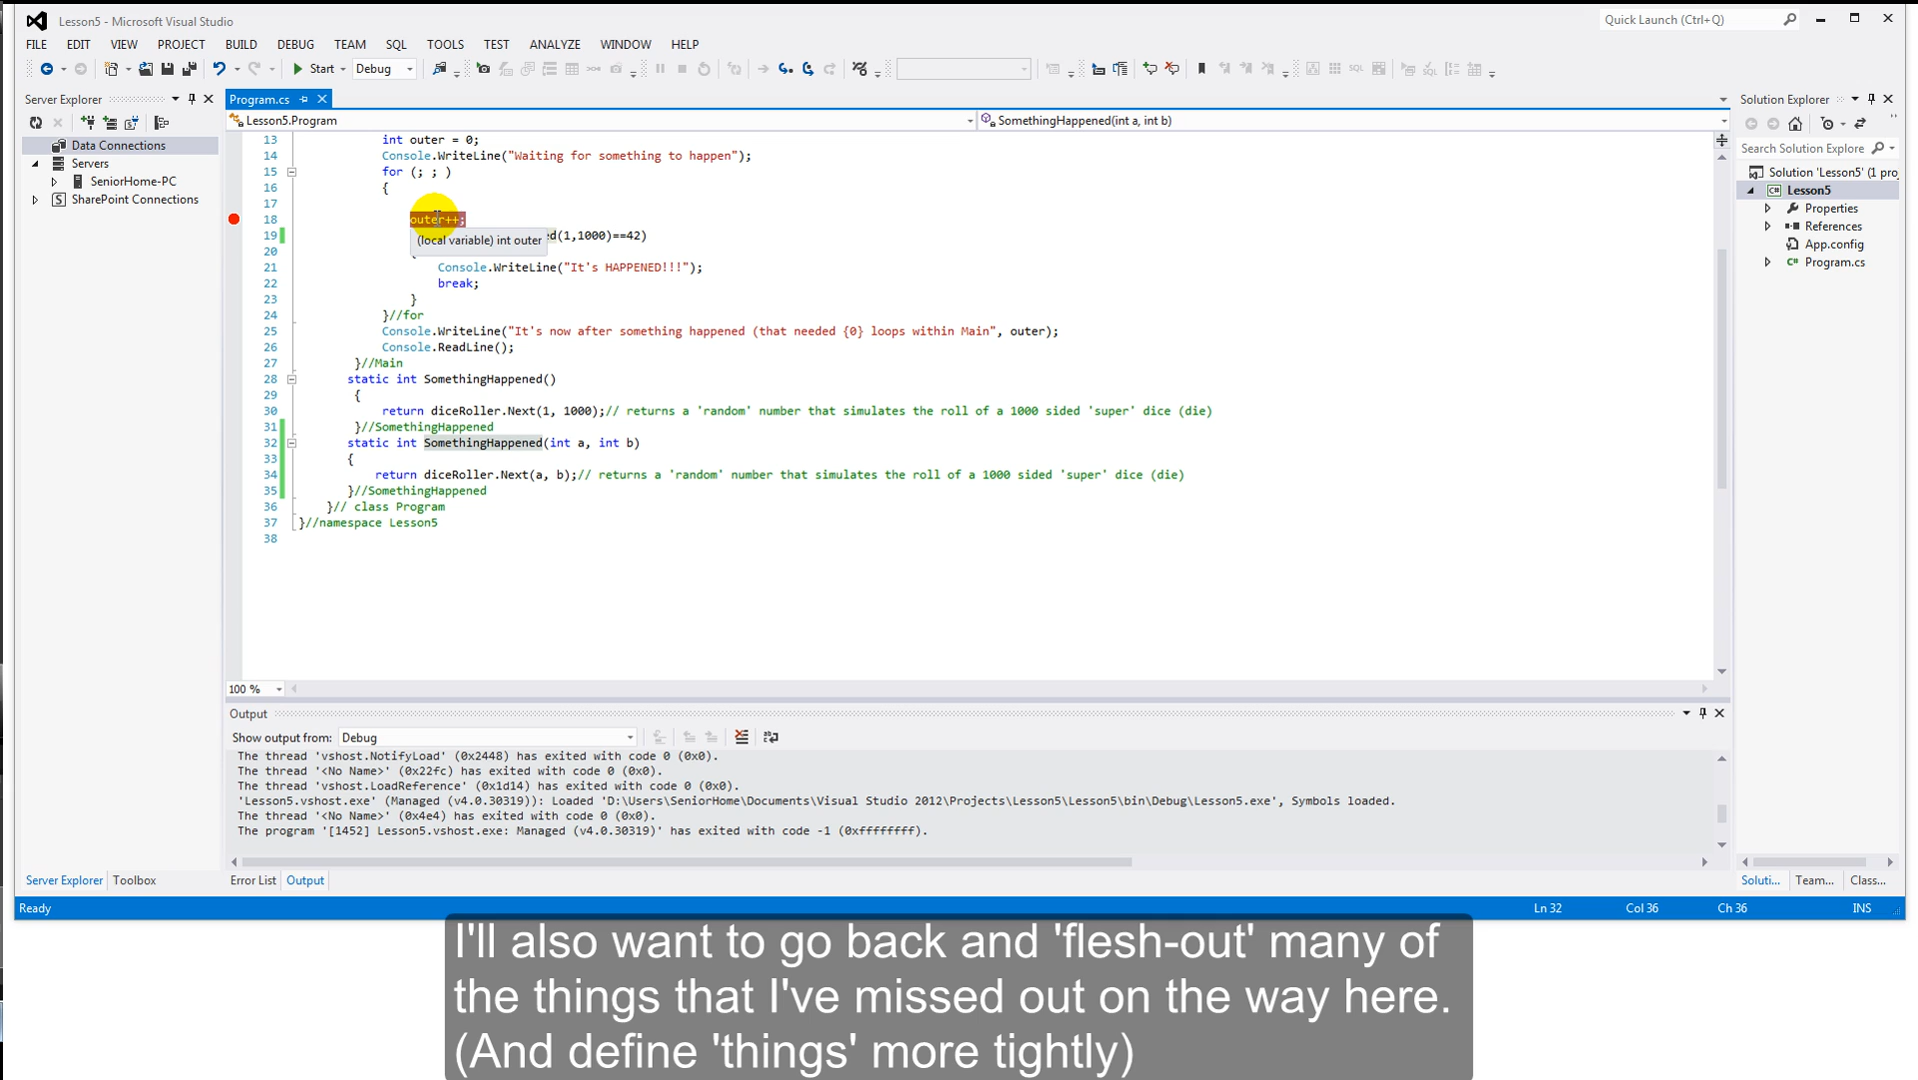 Lesson5 - Microsoft Visual Studio
Quick Launch (Ctrl+Q)
FILE EDIT VIEW PROJECT BUILD DEBUG TEAM SQL TOOLS TEST ANALYZE WINDOW HELP
Start Debug
Server Explorer
Program.cs
Solution Explorer
Lesson5.Program
SomethingHappened(int a, int b)
Data Connections
Servers
SeniorHome-PC
SharePoint Connections
Search Solution Explore
Solution 'Lesson5' (1 proj
Lesson5
Properties
References
App.config
Program.cs
13 int outer = 0;
14 Console.WriteLine("Waiting for something to happen");
15 for (; ; )
16 {
17
18 outer++;
19 ed(1,1000)==42)
(local variable) int outer
20
21 Console.WriteLine("It's HAPPENED!!!");
22 break;
23 }
24 }//for
25 Console.WriteLine("It's now after something happened (that needed {0} loops within Main", outer);
26 Console.ReadLine();
27 }//Main
28 static int SomethingHappened()
29 {
30 return diceRoller.Next(1, 1000);// returns a 'random' number that simulates the roll of a 1000 sided 'super' dice (die)
31 }//SomethingHappened
32 static int SomethingHappened(int a, int b)
33 {
34 return diceRoller.Next(a, b);// returns a 'random' number that simulates the roll of a 1000 sided 'super' dice (die)
35 }//SomethingHappened
36 }// class Program
37 }//namespace Lesson5
38
100 %
Output
Show output from: Debug
The thread 'vshost.NotifyLoad' (0x2448) has exited with code 0 (0x0).
The thread '<No Name>' (0x22fc) has exited with code 0 (0x0).
The thread 'vshost.LoadReference' (0x1d14) has exited with code 0 (0x0).
'Lesson5.vshost.exe' (Managed (v4.0.30319)): Loaded 'D:\Users\SeniorHome\Documents\Visual Studio 2012\Projects\Lesson5\Lesson5\bin\Debug\Lesson5.exe', Symbols loaded.
The thread '<No Name>' (0x4e4) has exited with code 0 (0x0).
The program '[1452] Lesson5.vshost.exe: Managed (v4.0.30319)' has exited with code -1 (0xffffffff).
Server Explorer Toolbox
Error List Output
Soluti... Team... Class...
Ready
Ln 32 Col 36 Ch 36 INS
I'll also want to go back and 'flesh-out' many of
the things that I've missed out on the way here.
(And define 'things' more tightly)